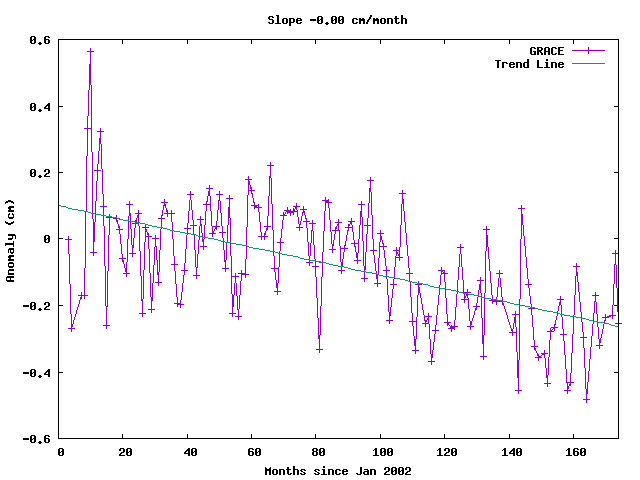 Slope -0.00 cm/month
GRACE
Trend Line
0.6
0.4
0.2
0
-0.2
-0.4
-0.6
Anomaly (cm)
0 20 40 60 80 100 120 140 160
Months since Jan 2002